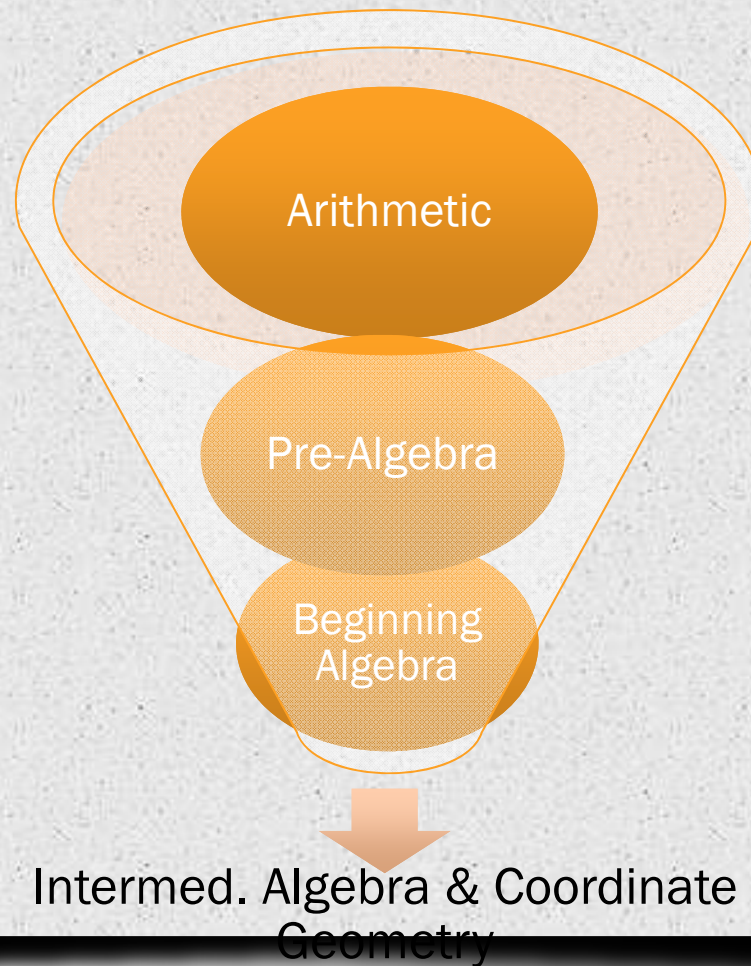 Arithmetic
Pre-Algebra
Beginning
Algebra
Intermed. Algebra & Coordinate
Geometry